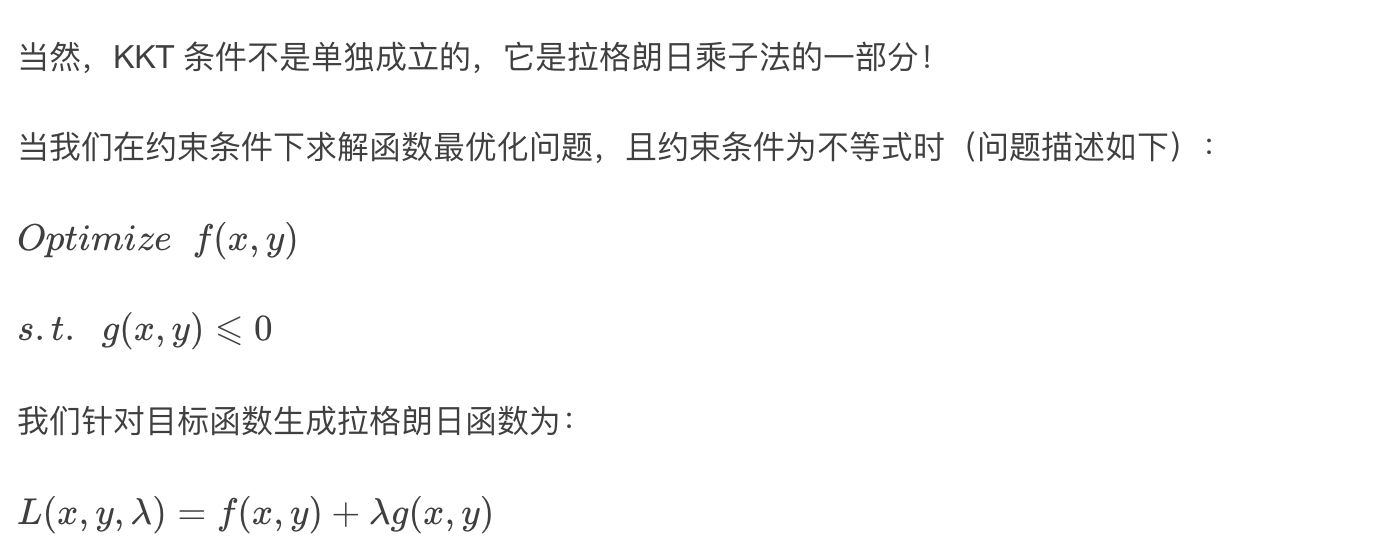 当然，KKT 条件不是单独成立的，它是拉格朗日乘子法的一部分！
当我们在约束条件下求解函数最优化问题，且约束条件为不等式时（问题描述如下）：
Optimize f(x, y)
s.t. g(x, y) ⩽ 0
我们针对目标函数生成拉格朗日函数为：
L(x, y, λ) = f(x, y) + λg(x, y)